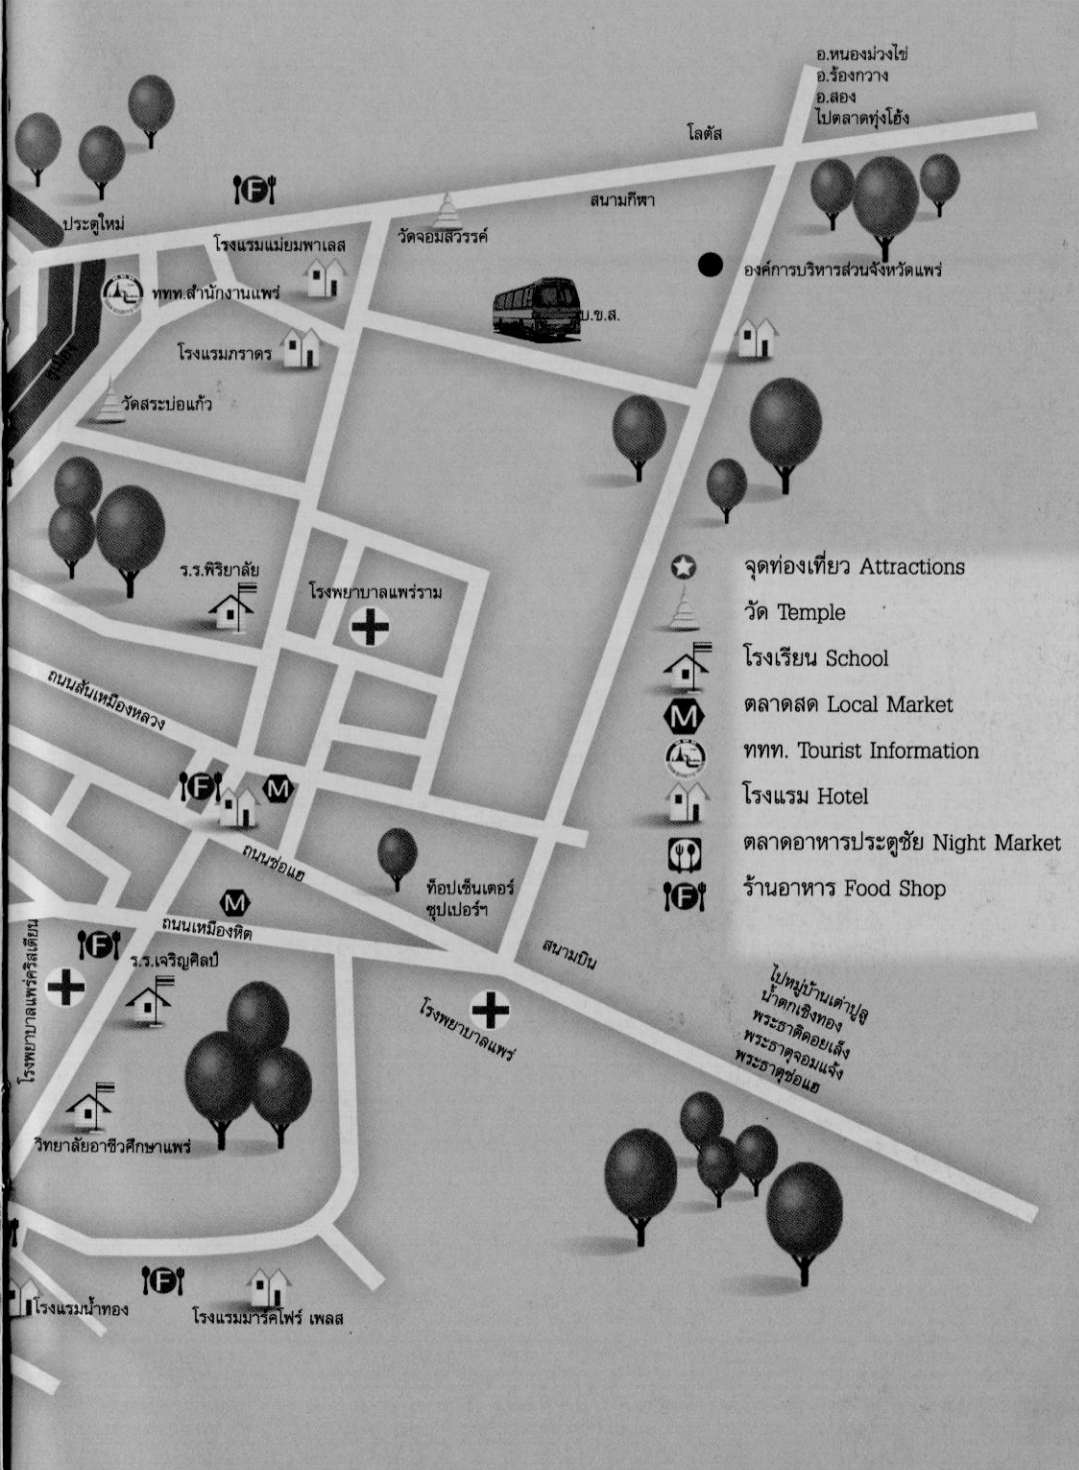 อ.หนองม่วงไข่
อ.ร้องกวาง
อ.สอง
ไปตลาดทุ่งโฮ้ง
โลตัส
สนามกีฬา
ประตูใหม่
วัดจอมสวรรค์
โรงแรมแม่ยมพาเลส
องค์การบริหารส่วนจังหวัดแพร่
ททท.สำนักงานแพร่
บ.ข.ส.
โรงแรมภราดร
วัดสระบ่อแก้ว
ร.ร.พิริยาลัย
โรงพยาบาลแพร่ราม
จุดท่องเที่ยว Attractions
วัด Temple
โรงเรียน School
M
ตลาดสด Local Market
ททท. Tourist Information
โรงแรม Hotel
ตลาดอาหารประตูชัย Night Market
F
ร้านอาหาร Food Shop
F
ถนนสันเหมืองหลวง
F
M
ถนนช่อแฮ
ท็อปเซ็นเตอร์
ซุปเปอร์ฯ
M
ถนนเหมืองหิต
สนามบิน
F
ร.ร.เจริญศิลป์
โรงพยาบาลแพร่คริสเตียน
โรงพยาบาลแพร่
ไปหมู่บ้านเต่าปูลู
น้ำตกเชิงทอง
พระธาตุดอยเล็ง
พระธาตุจอมแจ้ง
พระธาตุช่อแฮ
วิทยาลัยอาชีวศึกษาแพร่
F
โรงแรมน้ำทอง
โรงแรมมาร์คโฟร์ เพลส